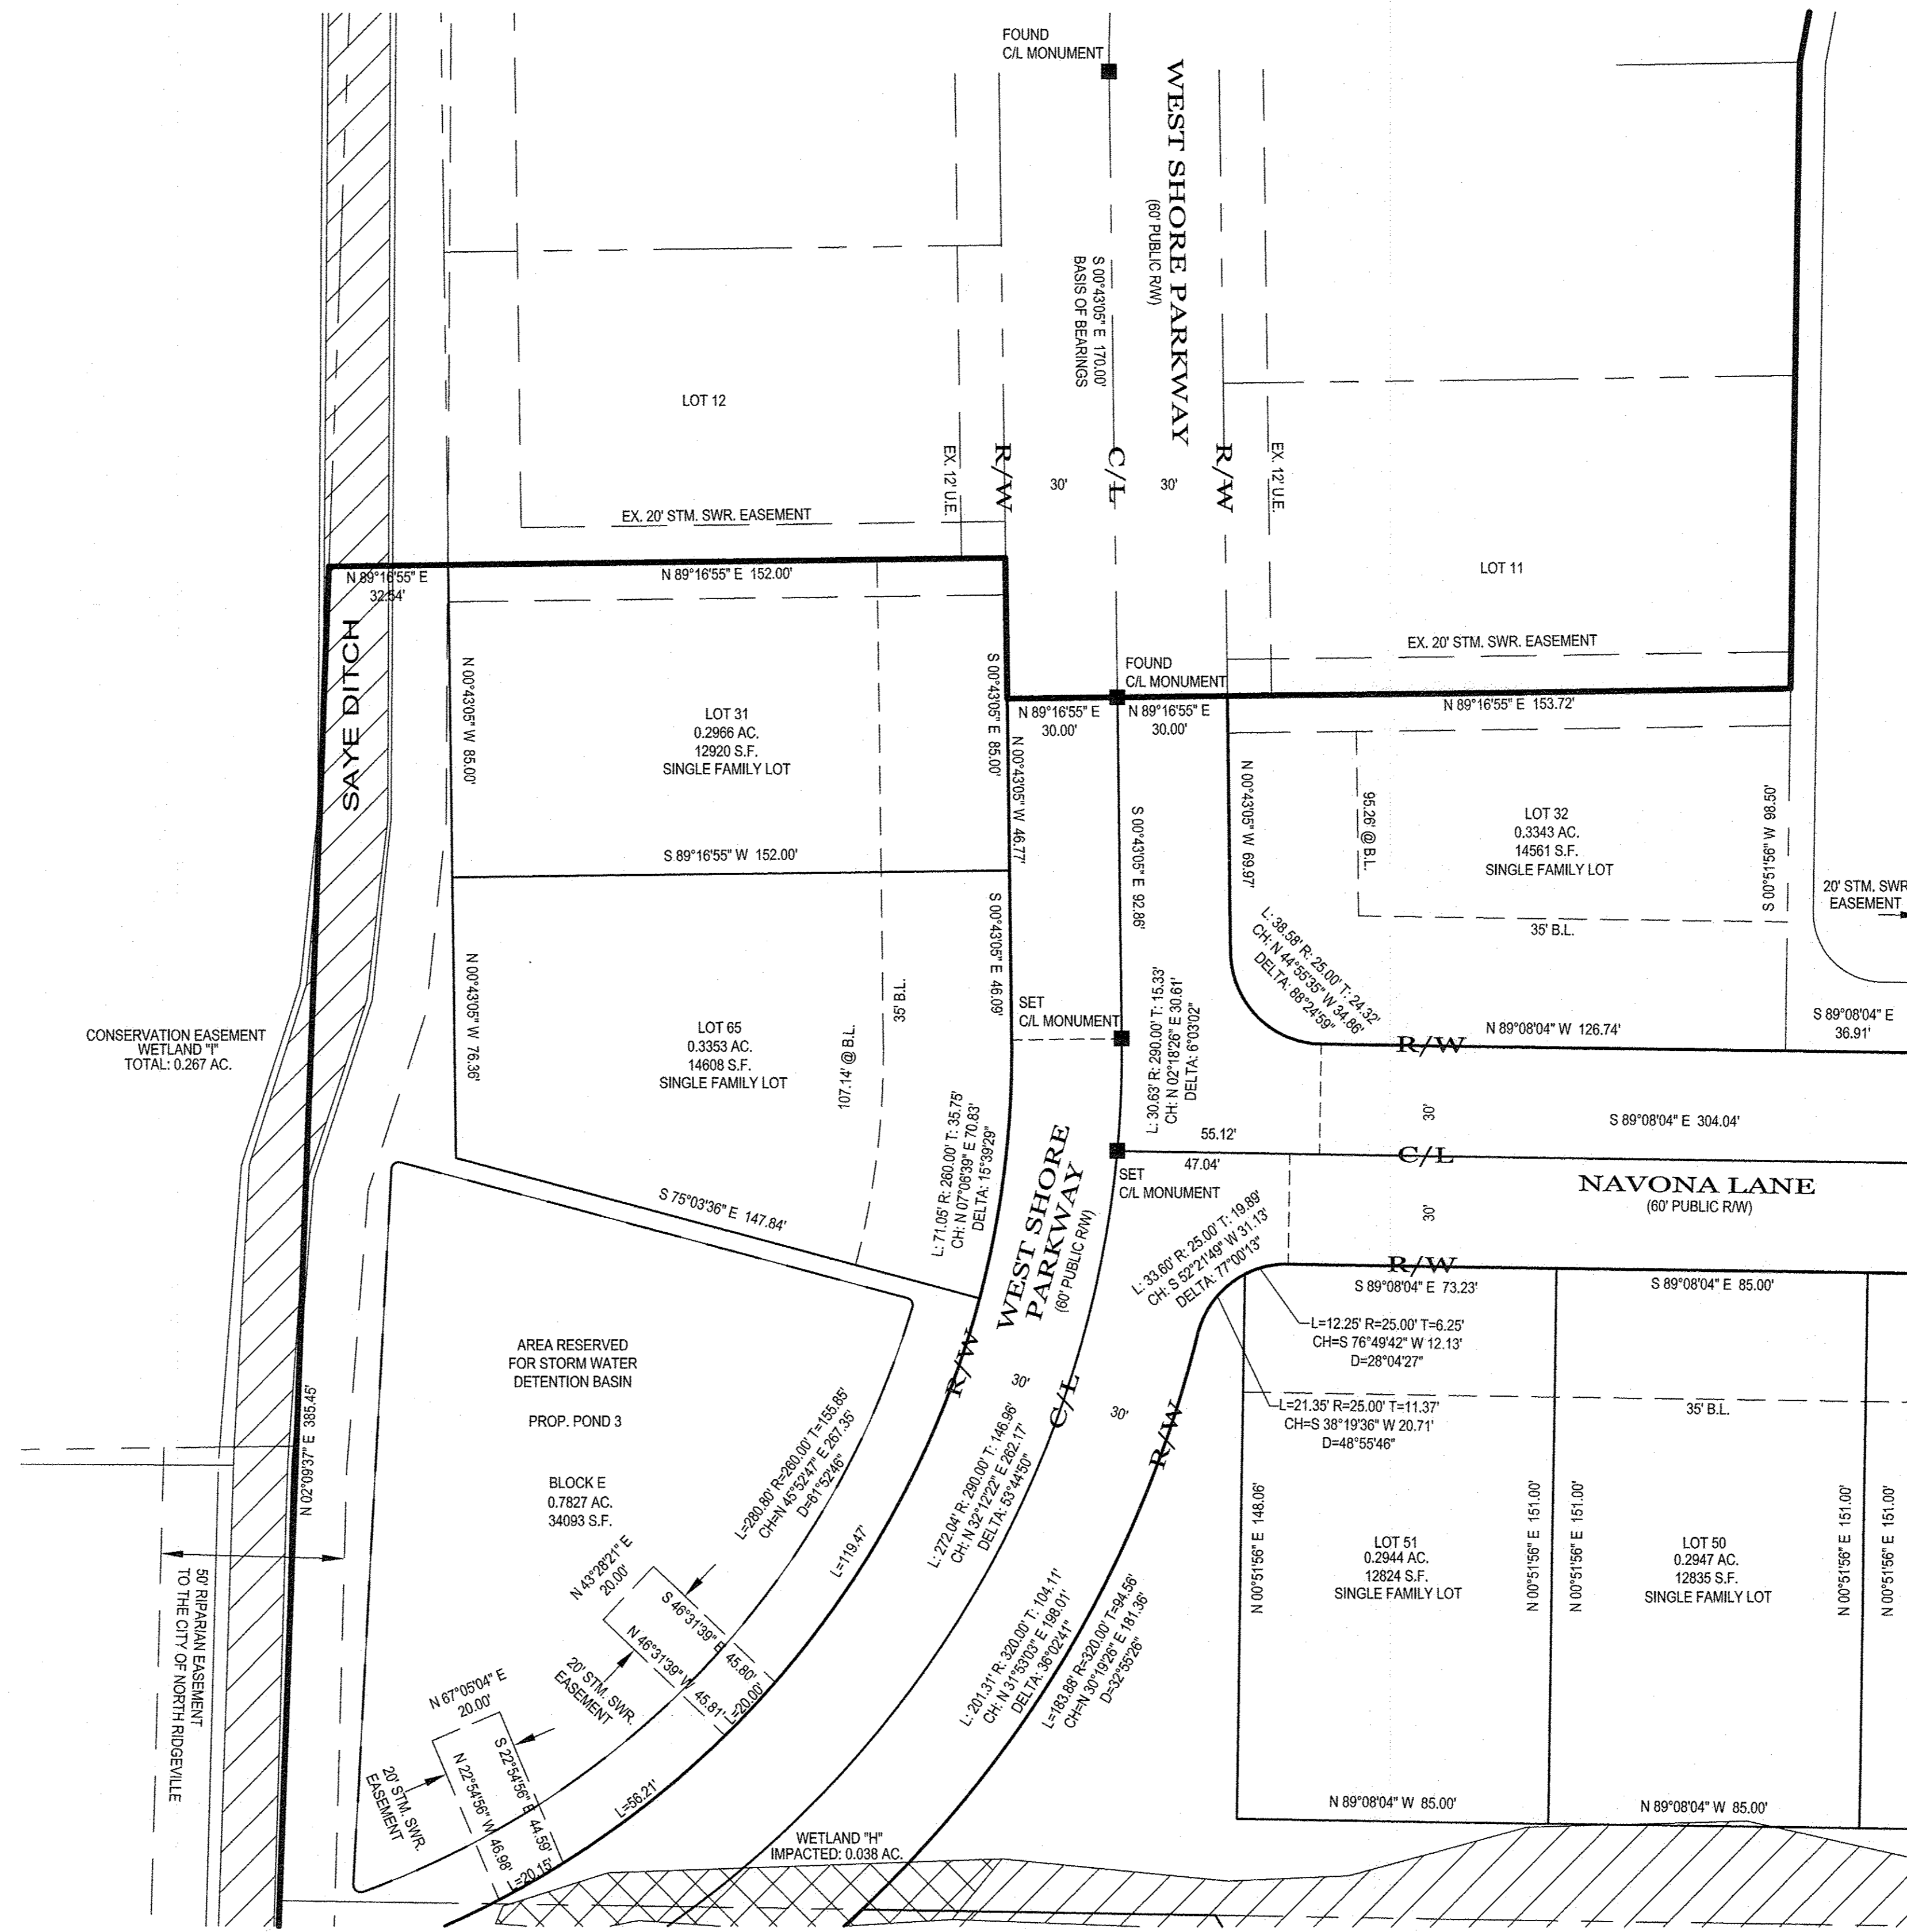 FOUND
C/L MONUMENT
WEST SHORE PARKWAY
(60' PUBLIC R/W)
S 00°43'05" E 170.00'
BASIS OF BEARINGS
LOT 12
EX. 12' U.E.
R/W
30'
C/L
30'
R/W
EX. 12' U.E.
EX. 20' STM. SWR. EASEMENT
LOT 11
N 89°16'55" E
32.54'
N 89°16'55" E 152.00'
SAYE DITCH
EX. 20' STM. SWR. EASEMENT
FOUND
C/L MONUMENT
N 00°43'05" W 85.00'
LOT 31
0.2966 AC.
12920 S.F.
SINGLE FAMILY LOT
S 00°43'05" E 85.00'
N 89°16'55" E
30.00'
N 89°16'55" E
30.00'
N 89°16'55" E 153.72'
N 00°43'05" W 46.77'
S 00°43'05" E 92.86'
N 00°43'05" W 69.97'
95.26' @ B.L.
LOT 32
0.3343 AC.
14561 S.F.
SINGLE FAMILY LOT
S 00°51'56" W 98.50'
20' STM. SWR
EASEMENT
S 89°16'55" W 152.00'
35' B.L.
L: 38.58' R: 25.00' T: 24.32'
CH: N 44°55'35" W 34.86'
DELTA: 88°24'59"
N 00°43'05" W 76.36'
S 00°43'05" E 46.09'
35' B.L.
SET
C/L MONUMENT
L: 30.63' R: 290.00' T: 15.33'
CH: N 02°18'26" E 30.61'
DELTA: 6°03'02"
N 89°08'04" W 126.74'
R/W
S 89°08'04" E
36.91'
CONSERVATION EASEMENT
WETLAND "I"
TOTAL: 0.267 AC.
LOT 65
0.3353 AC.
14608 S.F.
SINGLE FAMILY LOT
107.14' @ B.L.
L: 71.05' R: 260.00' T: 35.75'
CH: N 07°06'39" E 70.83'
DELTA: 15°39'29"
30'
S 89°08'04" E 304.04'
55.12'
C/L
47.04'
SET
C/L MONUMENT
NAVONA LANE
(60' PUBLIC R/W)
30'
S 75°03'36" E 147.84'
WEST SHORE
PARKWAY
(60' PUBLIC R/W)
L: 33.60' R: 25.00' T: 19.89'
CH: S 52°21'49" W 31.13'
DELTA: 77°00'13"
R/W
S 89°08'04" E 73.23'
S 89°08'04" E 85.00'
L=12.25' R=25.00' T=6.25'
CH=S 76°49'42" W 12.13'
D=28°04'27"
AREA RESERVED
FOR STORM WATER
DETENTION BASIN
PROP. POND 3
R/W
30'
C/L
30'
R/W
L=21.35' R=25.00' T=11.37'
CH=S 38°19'36" W 20.71'
D=48°55'46"
35' B.L.
N 02°09'37" E 385.45'
BLOCK E
0.7827 AC.
34093 S.F.
L=280.80' R=260.00' T=155.85'
CH=N 45°52'47" E 267.35'
D=61°52'46"
L=119.47'
L: 272.04' R: 290.00' T: 146.96'
CH: N 32°12'22" E 262.17'
DELTA: 53°44'50"
N 00°51'56" E 148.06'
LOT 51
0.2944 AC.
12824 S.F.
SINGLE FAMILY LOT
N 00°51'56" E 151.00'
N 00°51'56" E 151.00'
LOT 50
0.2947 AC.
12835 S.F.
SINGLE FAMILY LOT
N 00°51'56" E 151.00'
N 00°51'56" E 151.00'
50' RIPARIAN EASEMENT
TO THE CITY OF NORTH RIDGEVILLE
N 43°28'21" E
20.00'
S 46°31'39" E 45.80'
N 46°31'39" W 45.81'
L=20.00'
20' STM. SWR.
EASEMENT
L: 201.31' R: 320.00' T: 104.11'
CH: N 31°53'03" E 198.01'
DELTA: 36°02'41"
L=183.88' R=320.00' T=94.56'
CH=N 30°19'26" E 181.36'
D=32°55'26"
N 67°05'04" E
20.00'
S 22°54'56" E 44.59'
N 22°54'56" W 46.98'
20' STM. SWR.
EASEMENT
L=56.21'
L=20.15'
N 89°08'04" W 85.00'
N 89°08'04" W 85.00'
WETLAND "H"
IMPACTED: 0.038 AC.